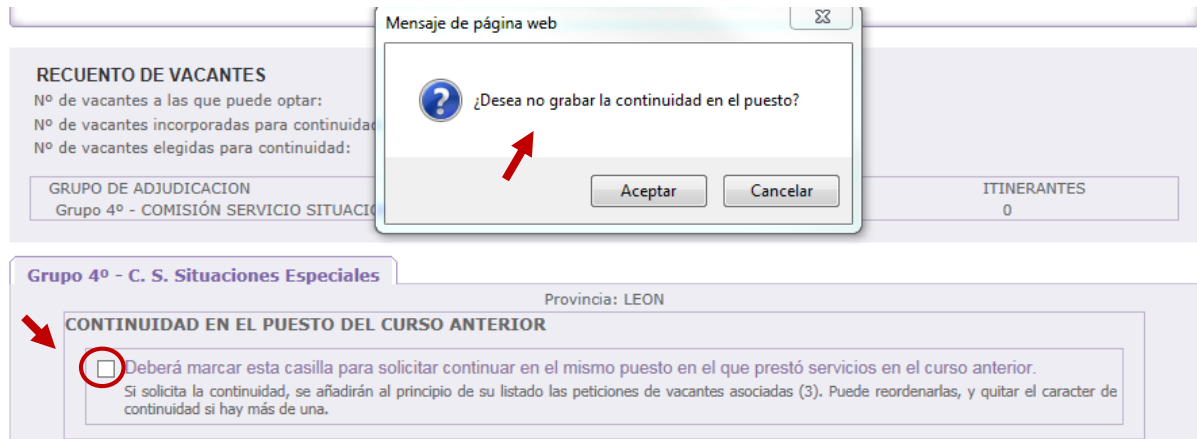 Mensaje de página web
¿Desea no grabar la continuidad en el puesto?
Aceptar Cancelar
RECUENTO DE VACANTES
Nº de vacantes a las que puede optar:
Nº de vacantes incorporadas para continuidad
Nº de vacantes elegidas para continuidad:
GRUPO DE ADJUDICACION ITINERANTES
Grupo 4º - COMISIÓN SERVICIO SITUACIO 0
Grupo 4º - C. S. Situaciones Especiales
Provincia: LEON
CONTINUIDAD EN EL PUESTO DEL CURSO ANTERIOR
Deberá marcar esta casilla para solicitar continuar en el mismo puesto en el que prestó servicios en el curso anterior.
Si solicita la continuidad, se añadirán al principio de su listado las peticiones de vacantes asociadas (3). Puede reordenarlas, y quitar el caracter de
continuidad si hay más de una.